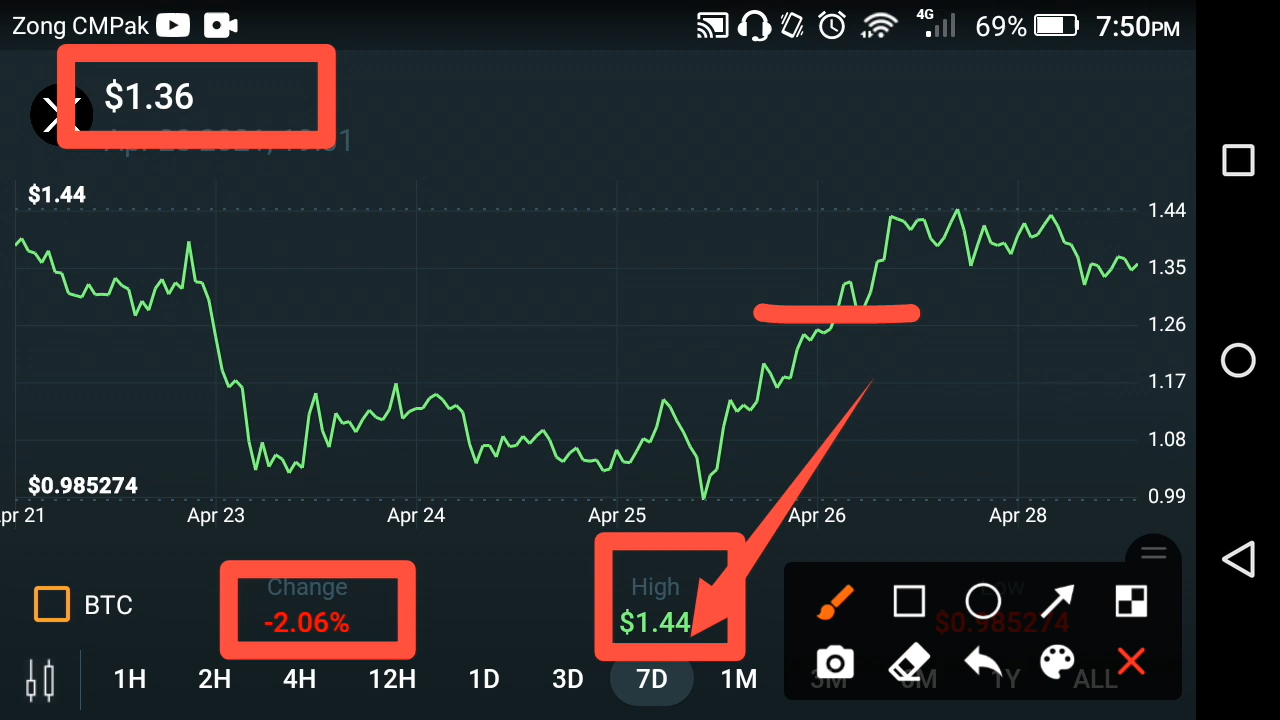 Zong CMPak
4G 69% 7:50PM
$1.36
$1.44
1.44
1.35
1.26
1.17
1.08
$0.985274
0.99
pr 21 Apr 23 Apr 24 Apr 25 Apr 26 Apr 28
BTC
Change
-2.06%
High
$1.44
$0.985274
1H 2H 4H 12H 1D 3D 7D 1M 3M 6M 1Y ALL